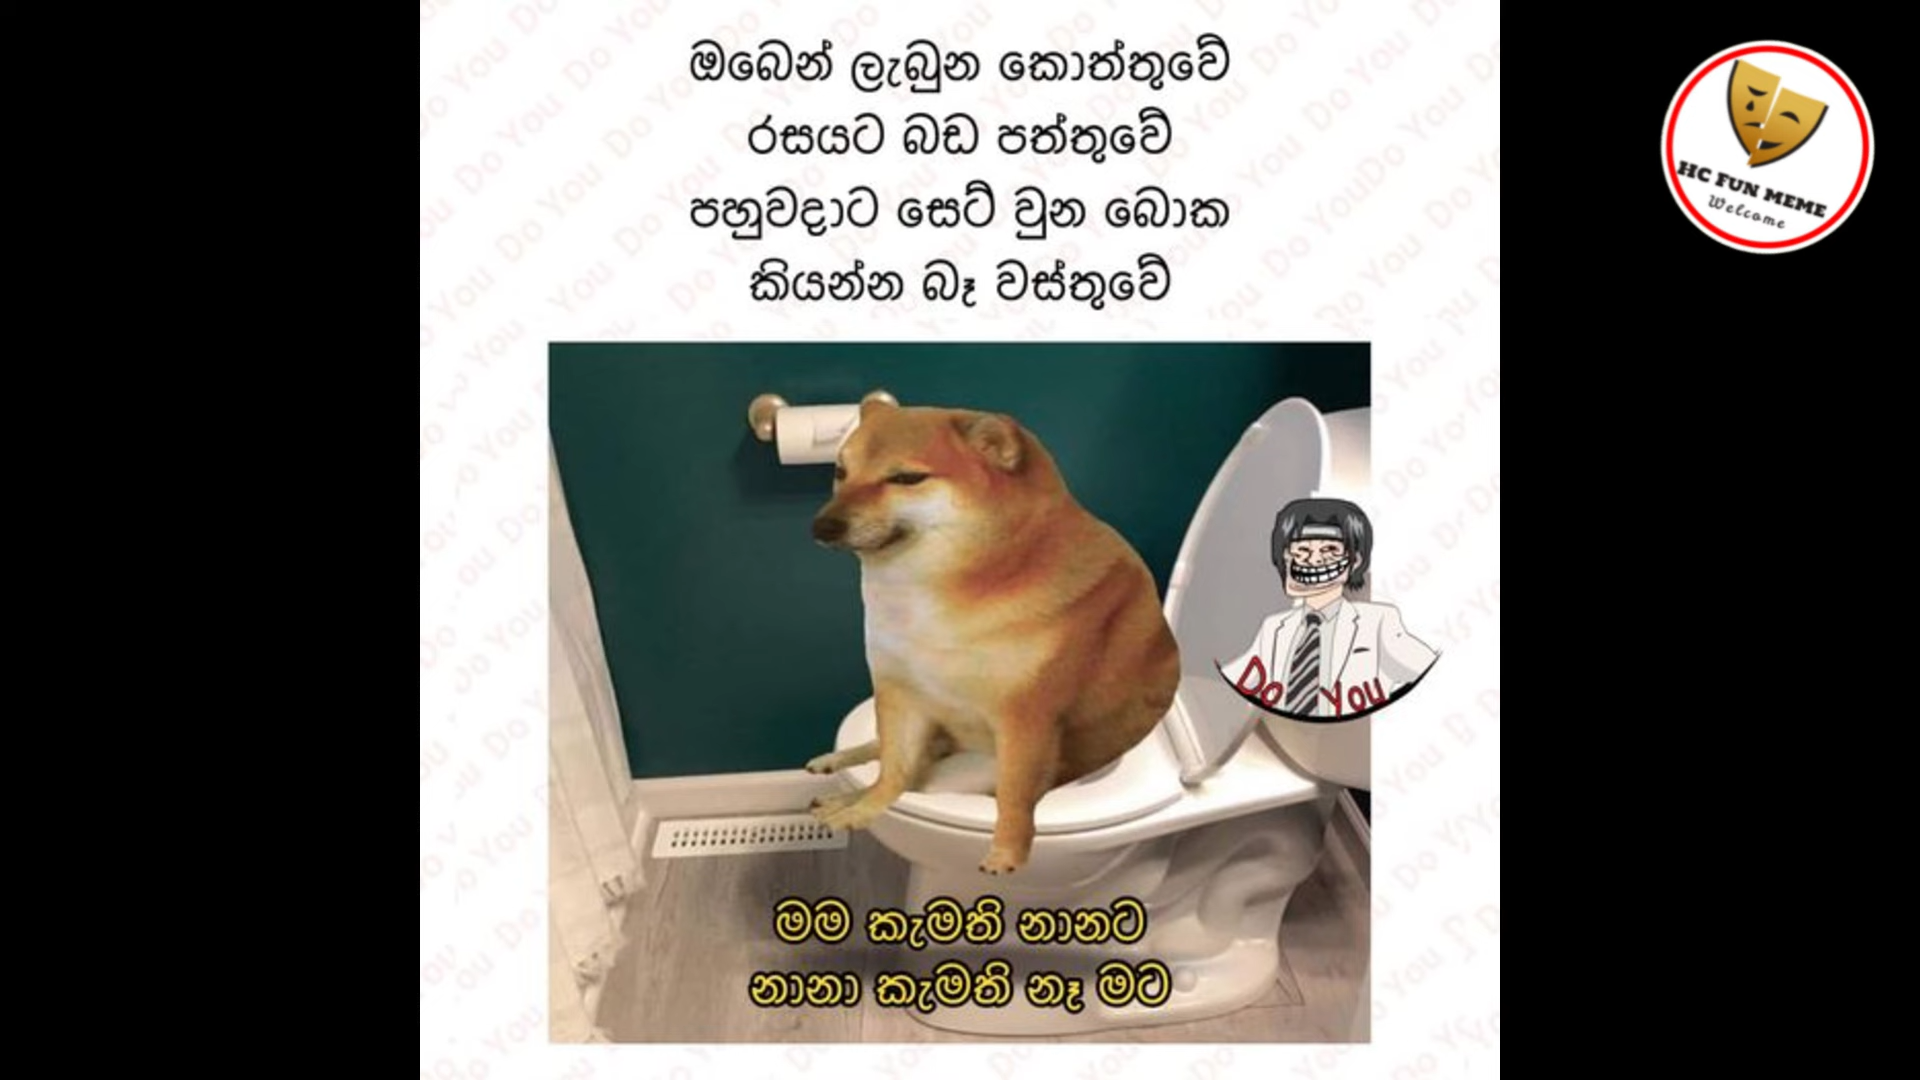 ඔබෙන් ලැබුන කොත්තුවේ
රසයට බඩ පත්තුවේ
පහුවදාට සෙට් වුන බොක
කියන්න බෑ වස්තුවේ
HC FUN MEME
Welcome
Do You
මම කැමති නානට
නානා කැමති නෑ මට